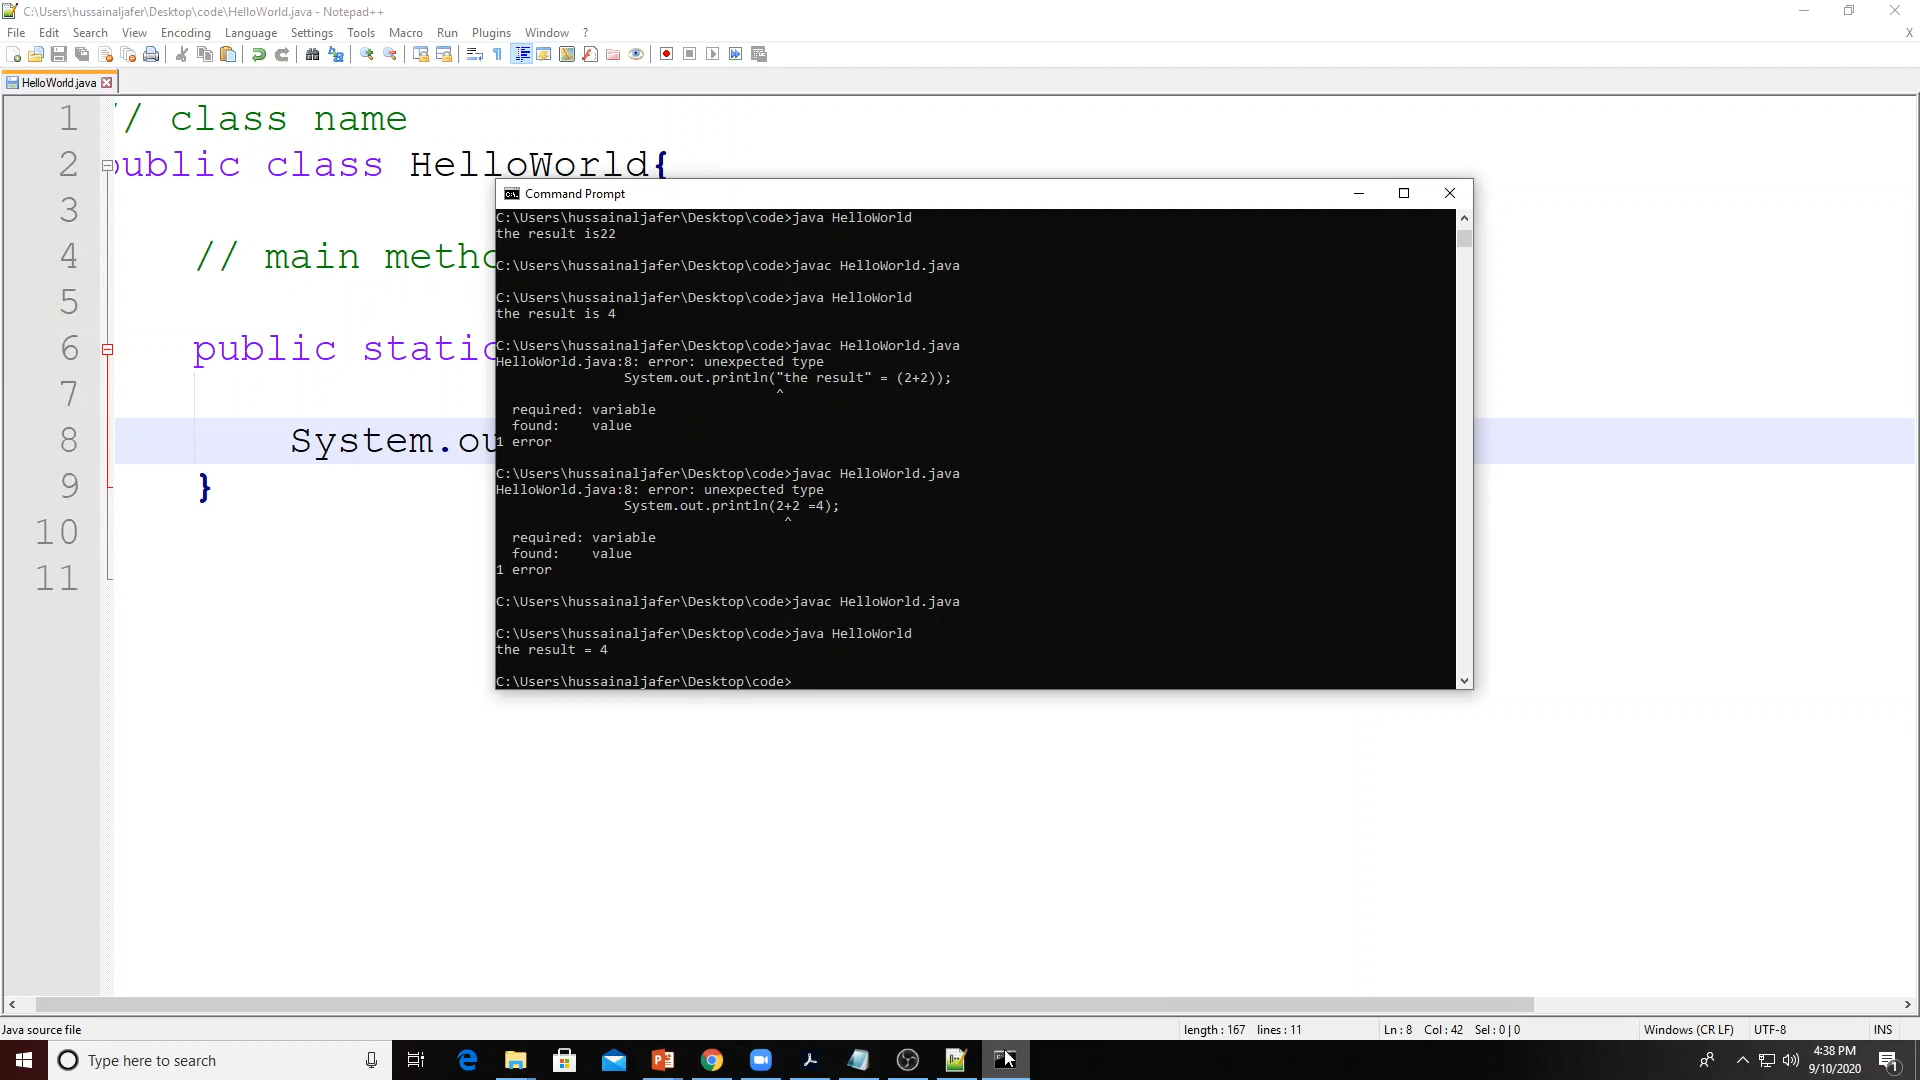 C:\Users\hussainaljafer\Desktop\code\HelloWorld.java - Notepad++
File Edit Search View Encoding Language Settings Tools Macro Run Plugins Window ? X
HelloWorld.java
1 // class name
2 public class HelloWorld{
3
4 // main metho
5
6 public static
7
8 System.ou
9 }
10
11
Command Prompt
C:\Users\hussainaljafer\Desktop\code>java HelloWorld
the result is22
C:\Users\hussainaljafer\Desktop\code>javac HelloWorld.java
C:\Users\hussainaljafer\Desktop\code>java HelloWorld
the result is 4
C:\Users\hussainaljafer\Desktop\code>javac HelloWorld.java
HelloWorld.java:8: error: unexpected type
System.out.println("the result" = (2+2));
^
required: variable
found:    value
1 error
C:\Users\hussainaljafer\Desktop\code>javac HelloWorld.java
HelloWorld.java:8: error: unexpected type
System.out.println(2+2 =4);
^
required: variable
found:    value
1 error
C:\Users\hussainaljafer\Desktop\code>javac HelloWorld.java
C:\Users\hussainaljafer\Desktop\code>java HelloWorld
the result = 4
C:\Users\hussainaljafer\Desktop\code>
Java source file length : 167 lines : 11 Ln : 8 Col : 42 Sel : 0 | 0 Windows (CR LF) UTF-8 INS
Type here to search
4:38 PM
9/10/2020
1